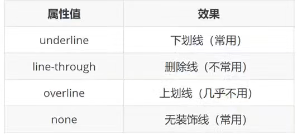 属性值 效果
underline 下划线（常用）
line-through 删除线（不常用）
overline 上划线（几乎不用）
none 无装饰线（常用）